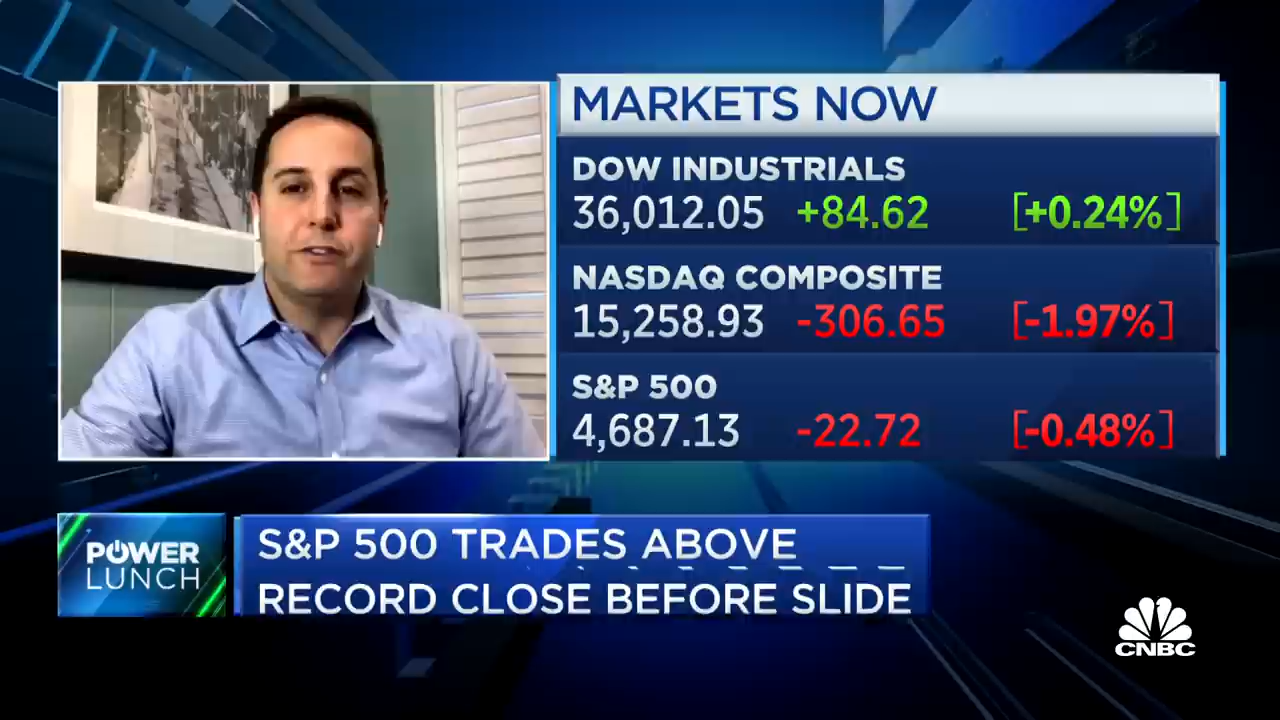 MARKETS NOW
DOW INDUSTRIALS
36,012.05 +84.62 [+0.24%]
NASDAQ COMPOSITE
15,258.93 -306.65 [-1.97%]
S&P 500
4,687.13 -22.72 [-0.48%]
POWER
LUNCH
S&P 500 TRADES ABOVE
RECORD CLOSE BEFORE SLIDE
CNBC